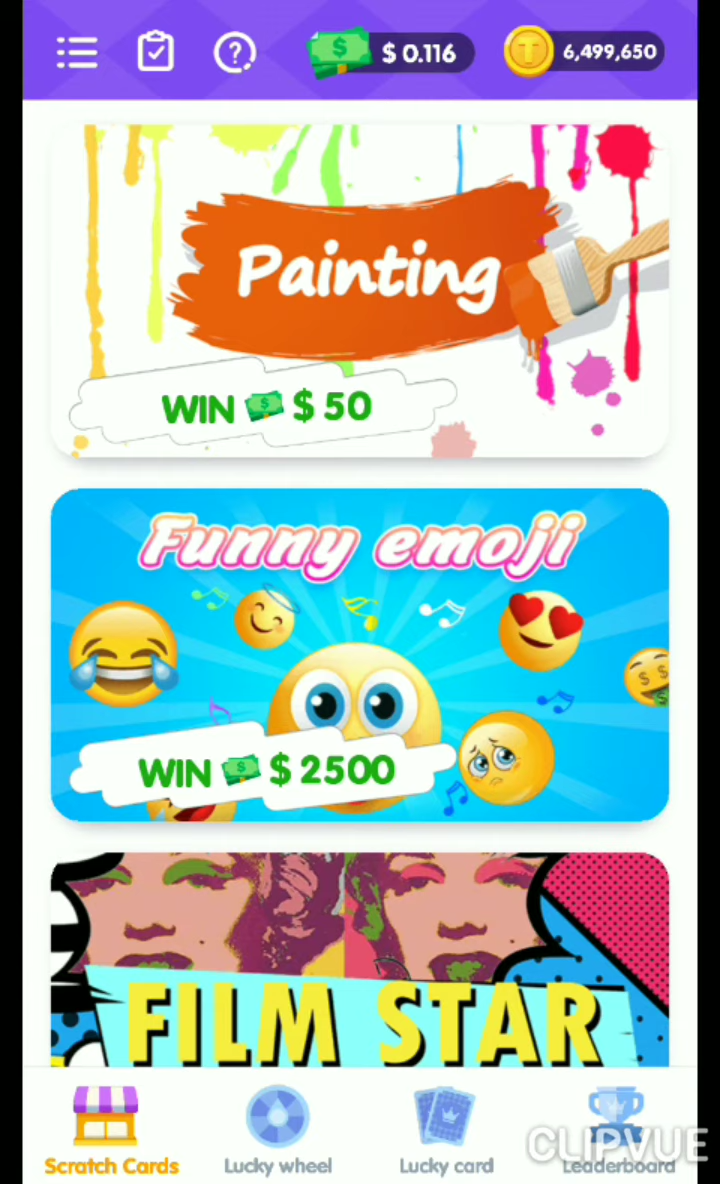 $ 0.116
6,499,650
Painting
WIN $ 50
Funny emoji
WIN $ 2500
FILM STAR
Scratch Cards
Lucky wheel
Lucky card
Leaderboard
CLIPVUE